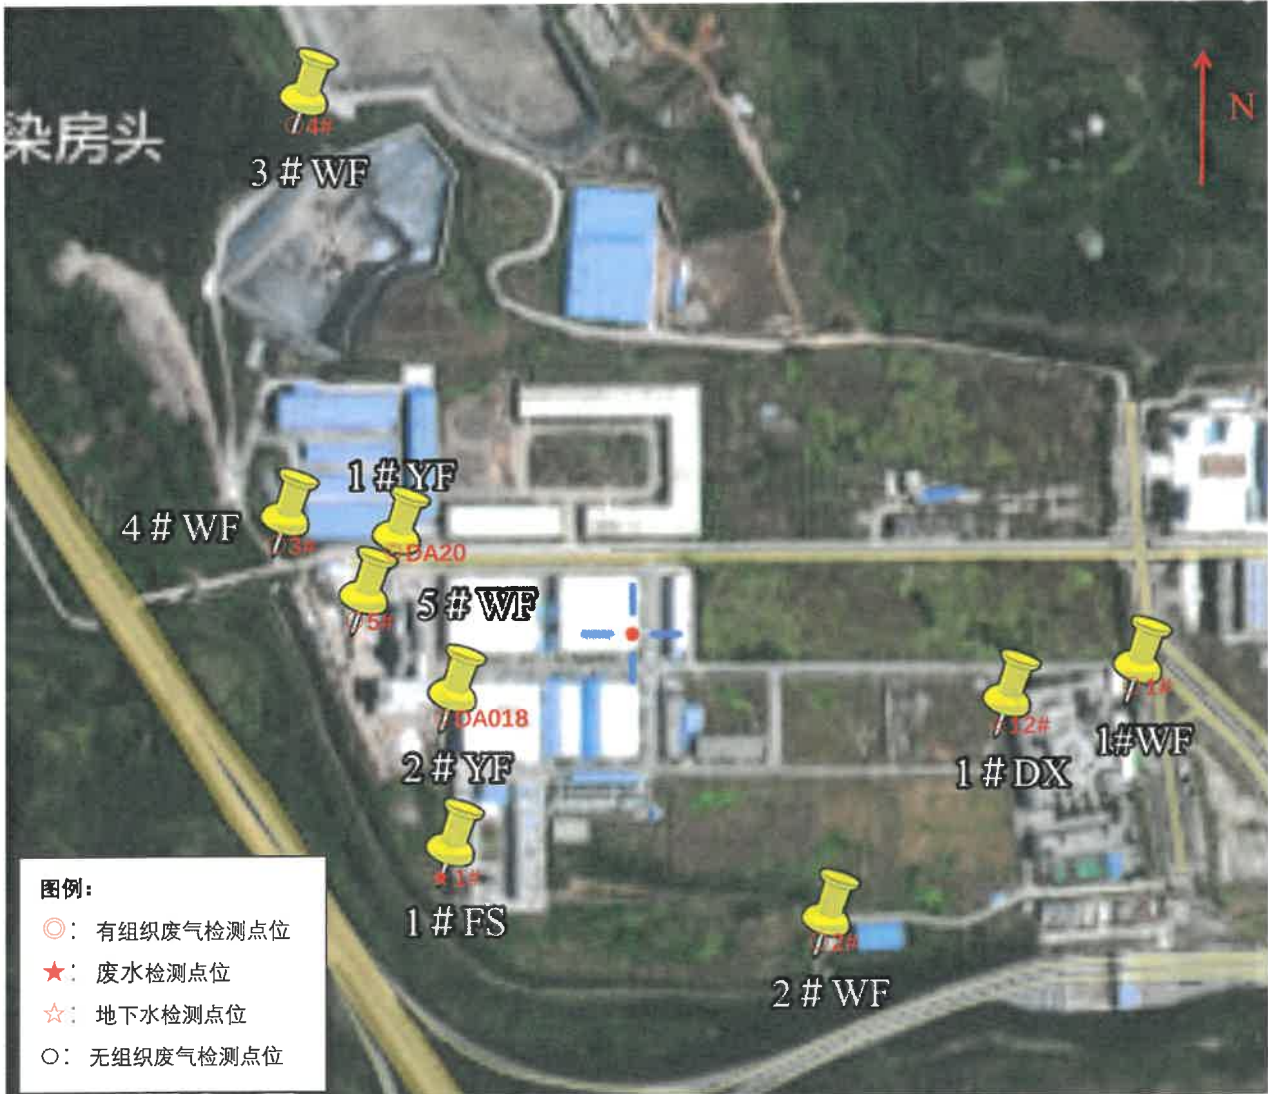 4#
N
染房头
3 # WF
1 # YF
4 # WF
3#
DA20
5 # WF
5#
1#
DA018
12#
1#WF
2 # YF
1 # DX
1#
图例：
1 # FS
有组织废气检测点位
2#
★： 废水检测点位
2 # WF
☆： 地下水检测点位
○： 无组织废气检测点位